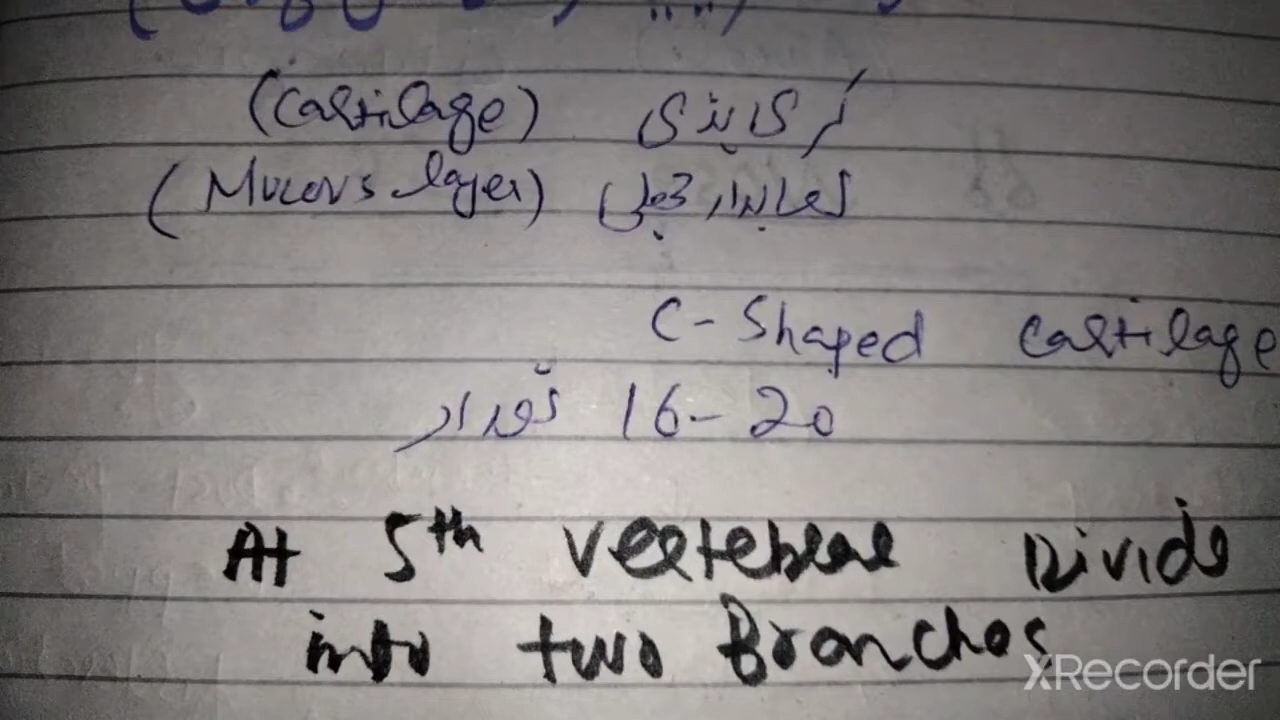 کری ہڈی (Cartilage)
لعابدار جھلی (Mucous layer)
C-Shaped Cartilage
16-20 تعداد
At 5th vertebrae Divide
into two Branches
XRecorder